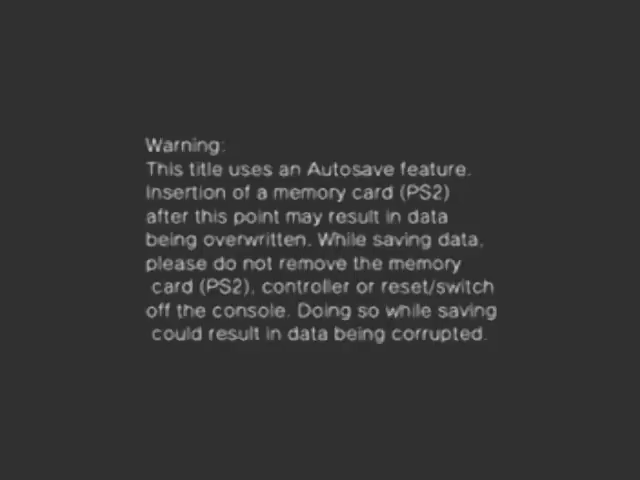 Warning:
This title uses an Autosave feature.
Insertion of a memory card (PS2)
after this point may result in data
being overwritten. While saving data,
please do not remove the memory
card (PS2), controller or reset/switch
off the console. Doing so while saving
could result in data being corrupted.